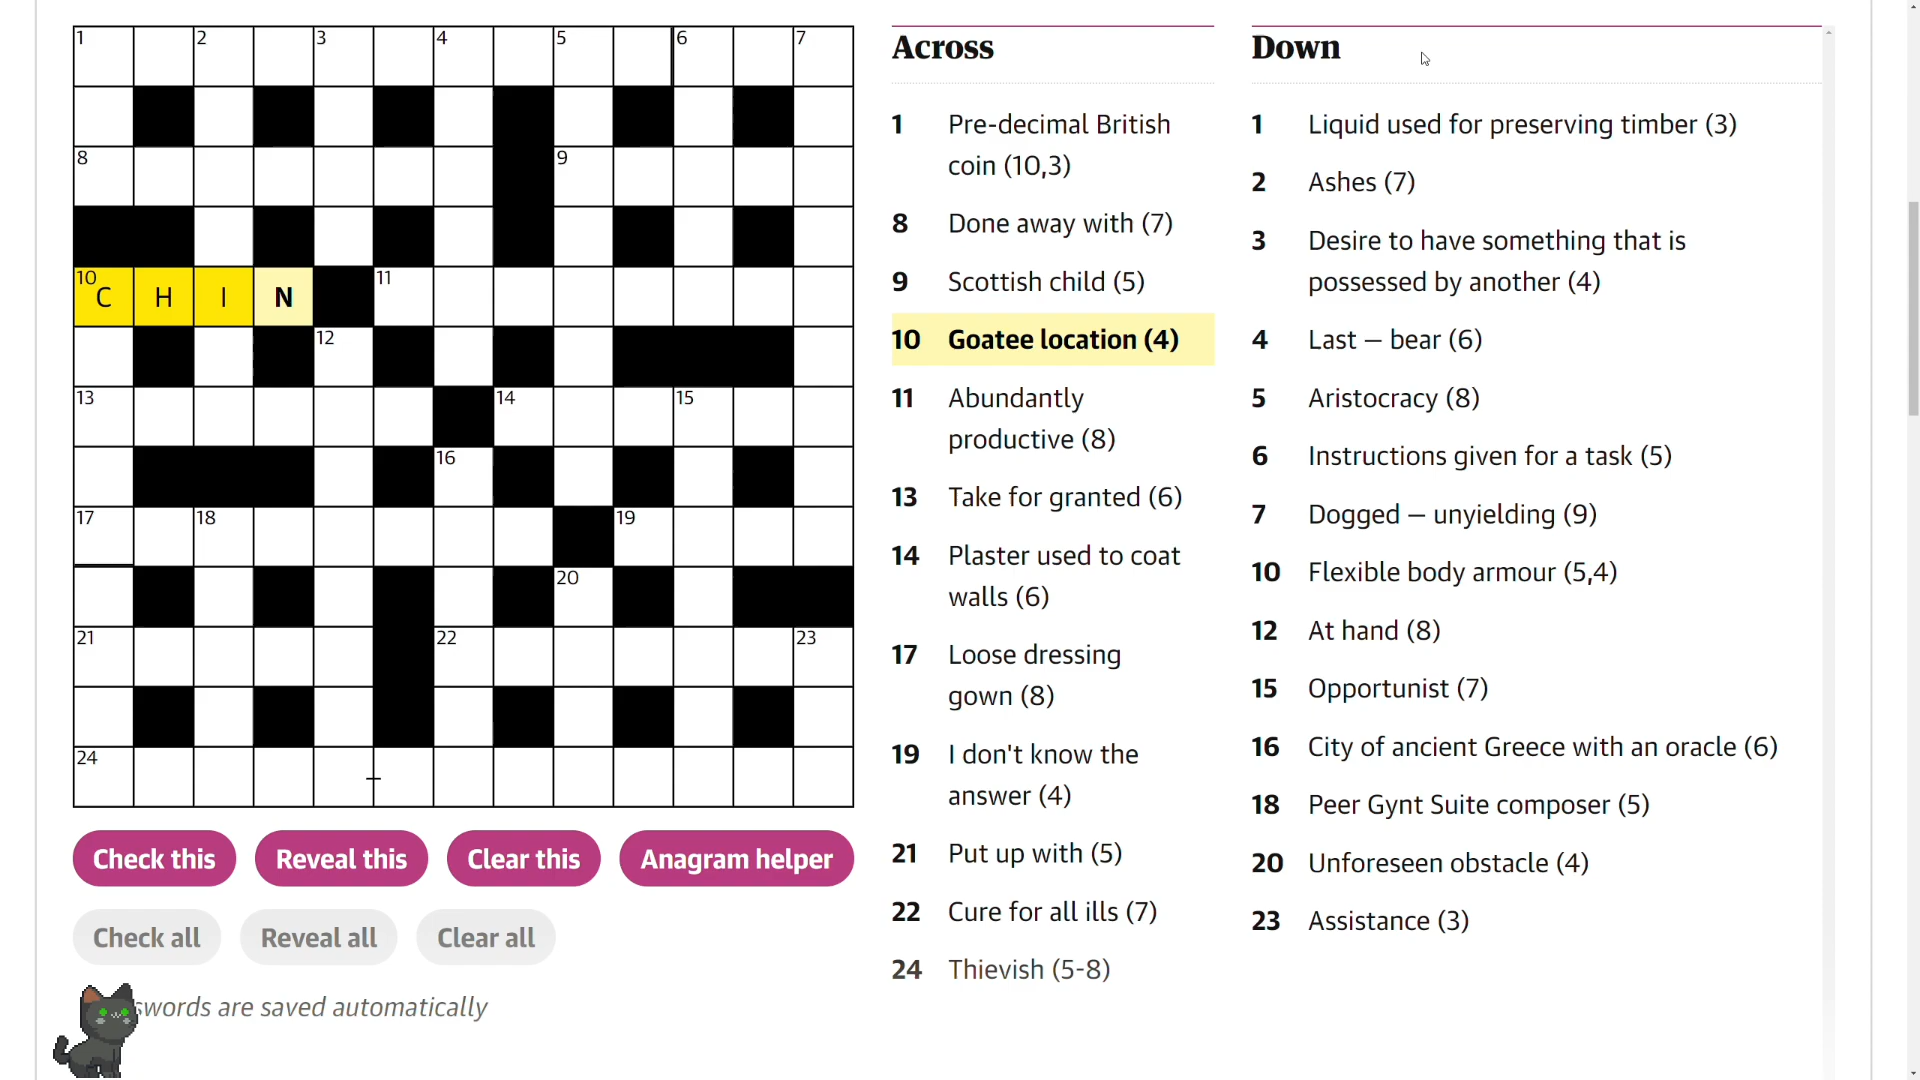 1 2 3 4 5 6 7
8 9
10 C H I N 11
12
13 14 15
16
17 18 19
20
21 22 23
24
Check this Reveal this Clear this Anagram helper
Check all Reveal all Clear all
swords are saved automatically
Across
1 Pre-decimal British
coin (10,3)
8 Done away with (7)
9 Scottish child (5)
10 Goatee location (4)
11 Abundantly
productive (8)
13 Take for granted (6)
14 Plaster used to coat
walls (6)
17 Loose dressing
gown (8)
19 I don't know the
answer (4)
21 Put up with (5)
22 Cure for all ills (7)
24 Thievish (5-8)
Down
1 Liquid used for preserving timber (3)
2 Ashes (7)
3 Desire to have something that is
possessed by another (4)
4 Last — bear (6)
5 Aristocracy (8)
6 Instructions given for a task (5)
7 Dogged — unyielding (9)
10 Flexible body armour (5,4)
12 At hand (8)
15 Opportunist (7)
16 City of ancient Greece with an oracle (6)
18 Peer Gynt Suite composer (5)
20 Unforeseen obstacle (4)
23 Assistance (3)